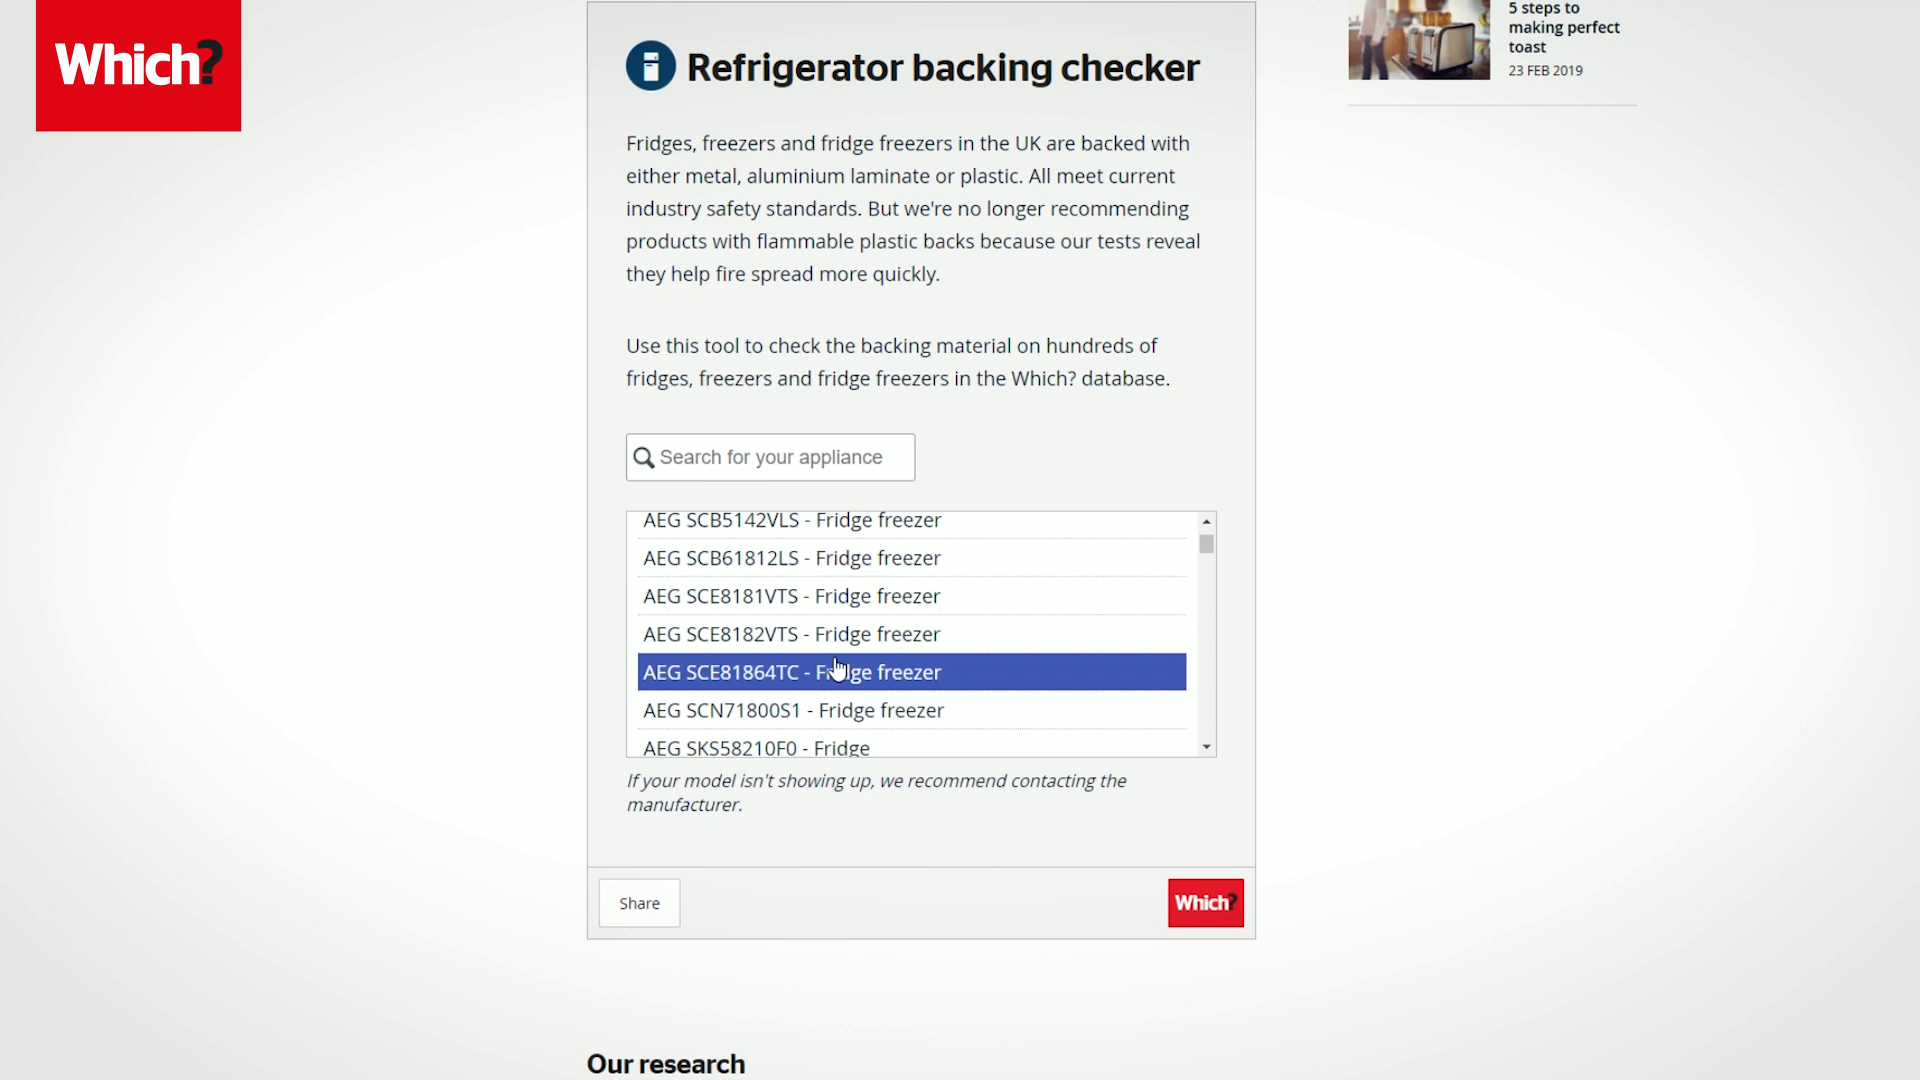 Which?
Refrigerator backing checker
Fridges, freezers and fridge freezers in the UK are backed with
either metal, aluminium laminate or plastic. All meet current
industry safety standards. But we're no longer recommending
products with flammable plastic backs because our tests reveal
they help fire spread more quickly.
Use this tool to check the backing material on hundreds of
fridges, freezers and fridge freezers in the Which? database.
Search for your appliance
AEG SCB5142VLS - Fridge freezer
AEG SCB61812LS - Fridge freezer
AEG SCE8181VTS - Fridge freezer
AEG SCE8182VTS - Fridge freezer
AEG SCE81864TC - Fridge freezer
AEG SCN71800S1 - Fridge freezer
AEG SKS58210F0 - Fridge
If your model isn't showing up, we recommend contacting the
manufacturer.
Share
Which?
Our research
5 steps to
making perfect
toast
23 FEB 2019